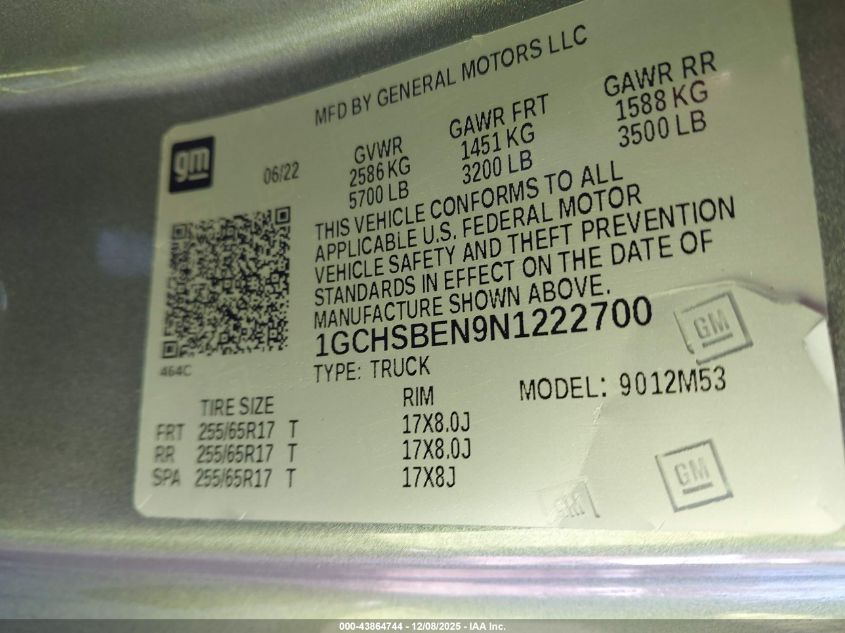 MFD BY GENERAL MOTORS LLC
gm
06/22
GVWR
2586 KG
5700 LB
GAWR FRT
1451 KG
3200 LB
GAWR RR
1588 KG
3500 LB
THIS VEHICLE CONFORMS TO ALL
APPLICABLE U.S. FEDERAL MOTOR
VEHICLE SAFETY AND THEFT PREVENTION
STANDARDS IN EFFECT ON THE DATE OF
MANUFACTURE SHOWN ABOVE.
1GCHSBEN9N1222700
464C
TYPE: TRUCK
MODEL: 9012M53
TIRE SIZE RIM
FRT 255/65R17 T 17X8.0J
RR 255/65R17 T 17X8.0J
SPA 255/65R17 T 17X8J
GM
GM
GM
000-43864744 - 12/08/2025 - IAA Inc.